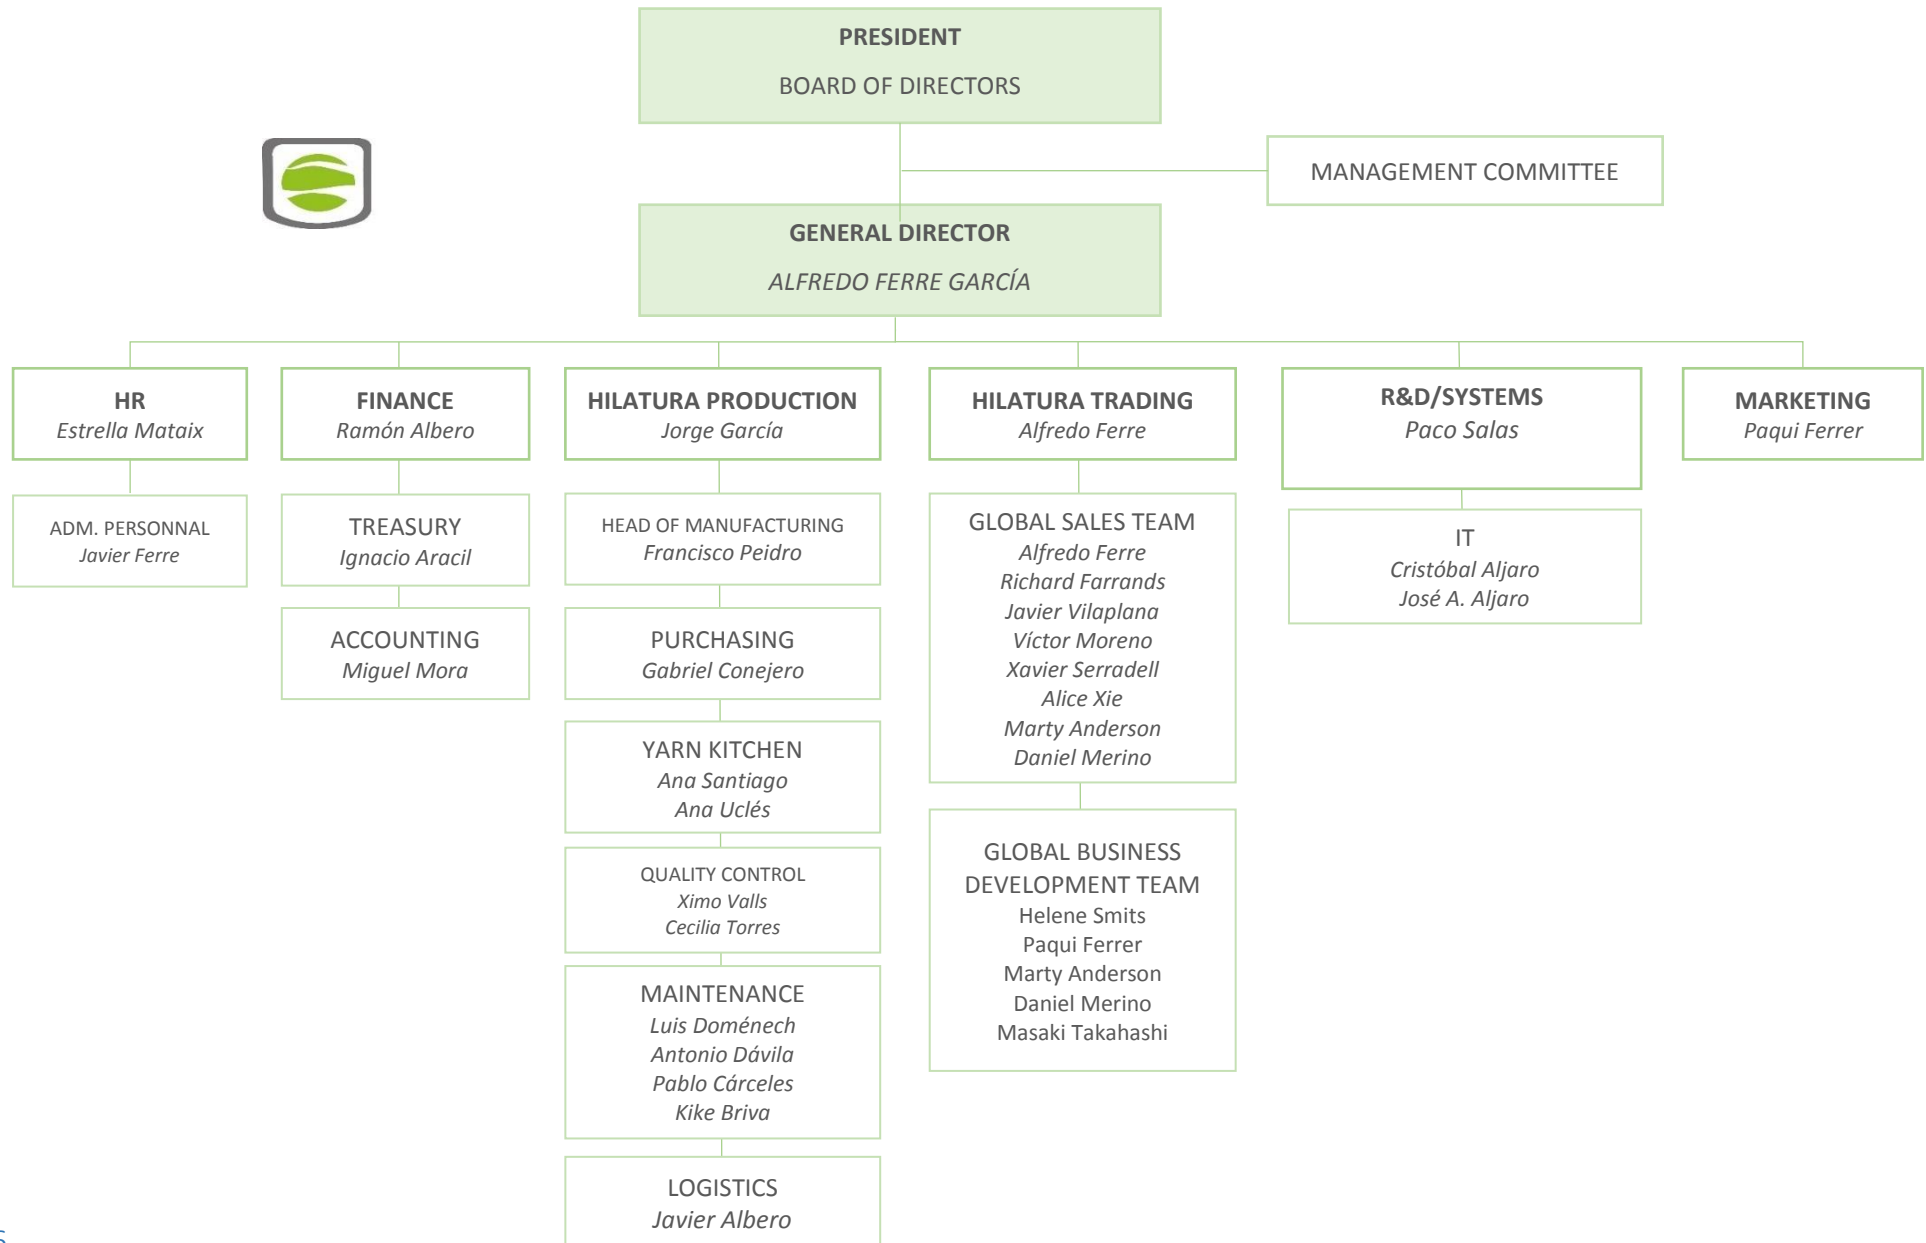 PRESIDENT
BOARD OF DIRECTORS
MANAGEMENT COMMITTEE
GENERAL DIRECTOR
ALFREDO FERRE GARCÍA
HR
Estrella Mataix
FINANCE
Ramón Albero
HILATURA PRODUCTION
Jorge García
HILATURA TRADING
Alfredo Ferre
R&D/SYSTEMS
Paco Salas
MARKETING
Paqui Ferrer
ADM. PERSONNAL
Javier Ferre
TREASURY
Ignacio Aracil
ACCOUNTING
Miguel Mora
HEAD OF MANUFACTURING
Francisco Peidro
PURCHASING
Gabriel Conejero
YARN KITCHEN
Ana Santiago
Ana Uclés
QUALITY CONTROL
Ximo Valls
Cecilia Torres
MAINTENANCE
Luis Doménech
Antonio Dávila
Pablo Cárceles
Kike Briva
LOGISTICS
Javier Albero
GLOBAL SALES TEAM
Alfredo Ferre
Richard Farrands
Javier Vilaplana
Víctor Moreno
Xavier Serradell
Alice Xie
Marty Anderson
Daniel Merino
GLOBAL BUSINESS
DEVELOPMENT TEAM
Helene Smits
Paqui Ferrer
Marty Anderson
Daniel Merino
Masaki Takahashi
IT
Cristóbal Aljaro
José A. Aljaro